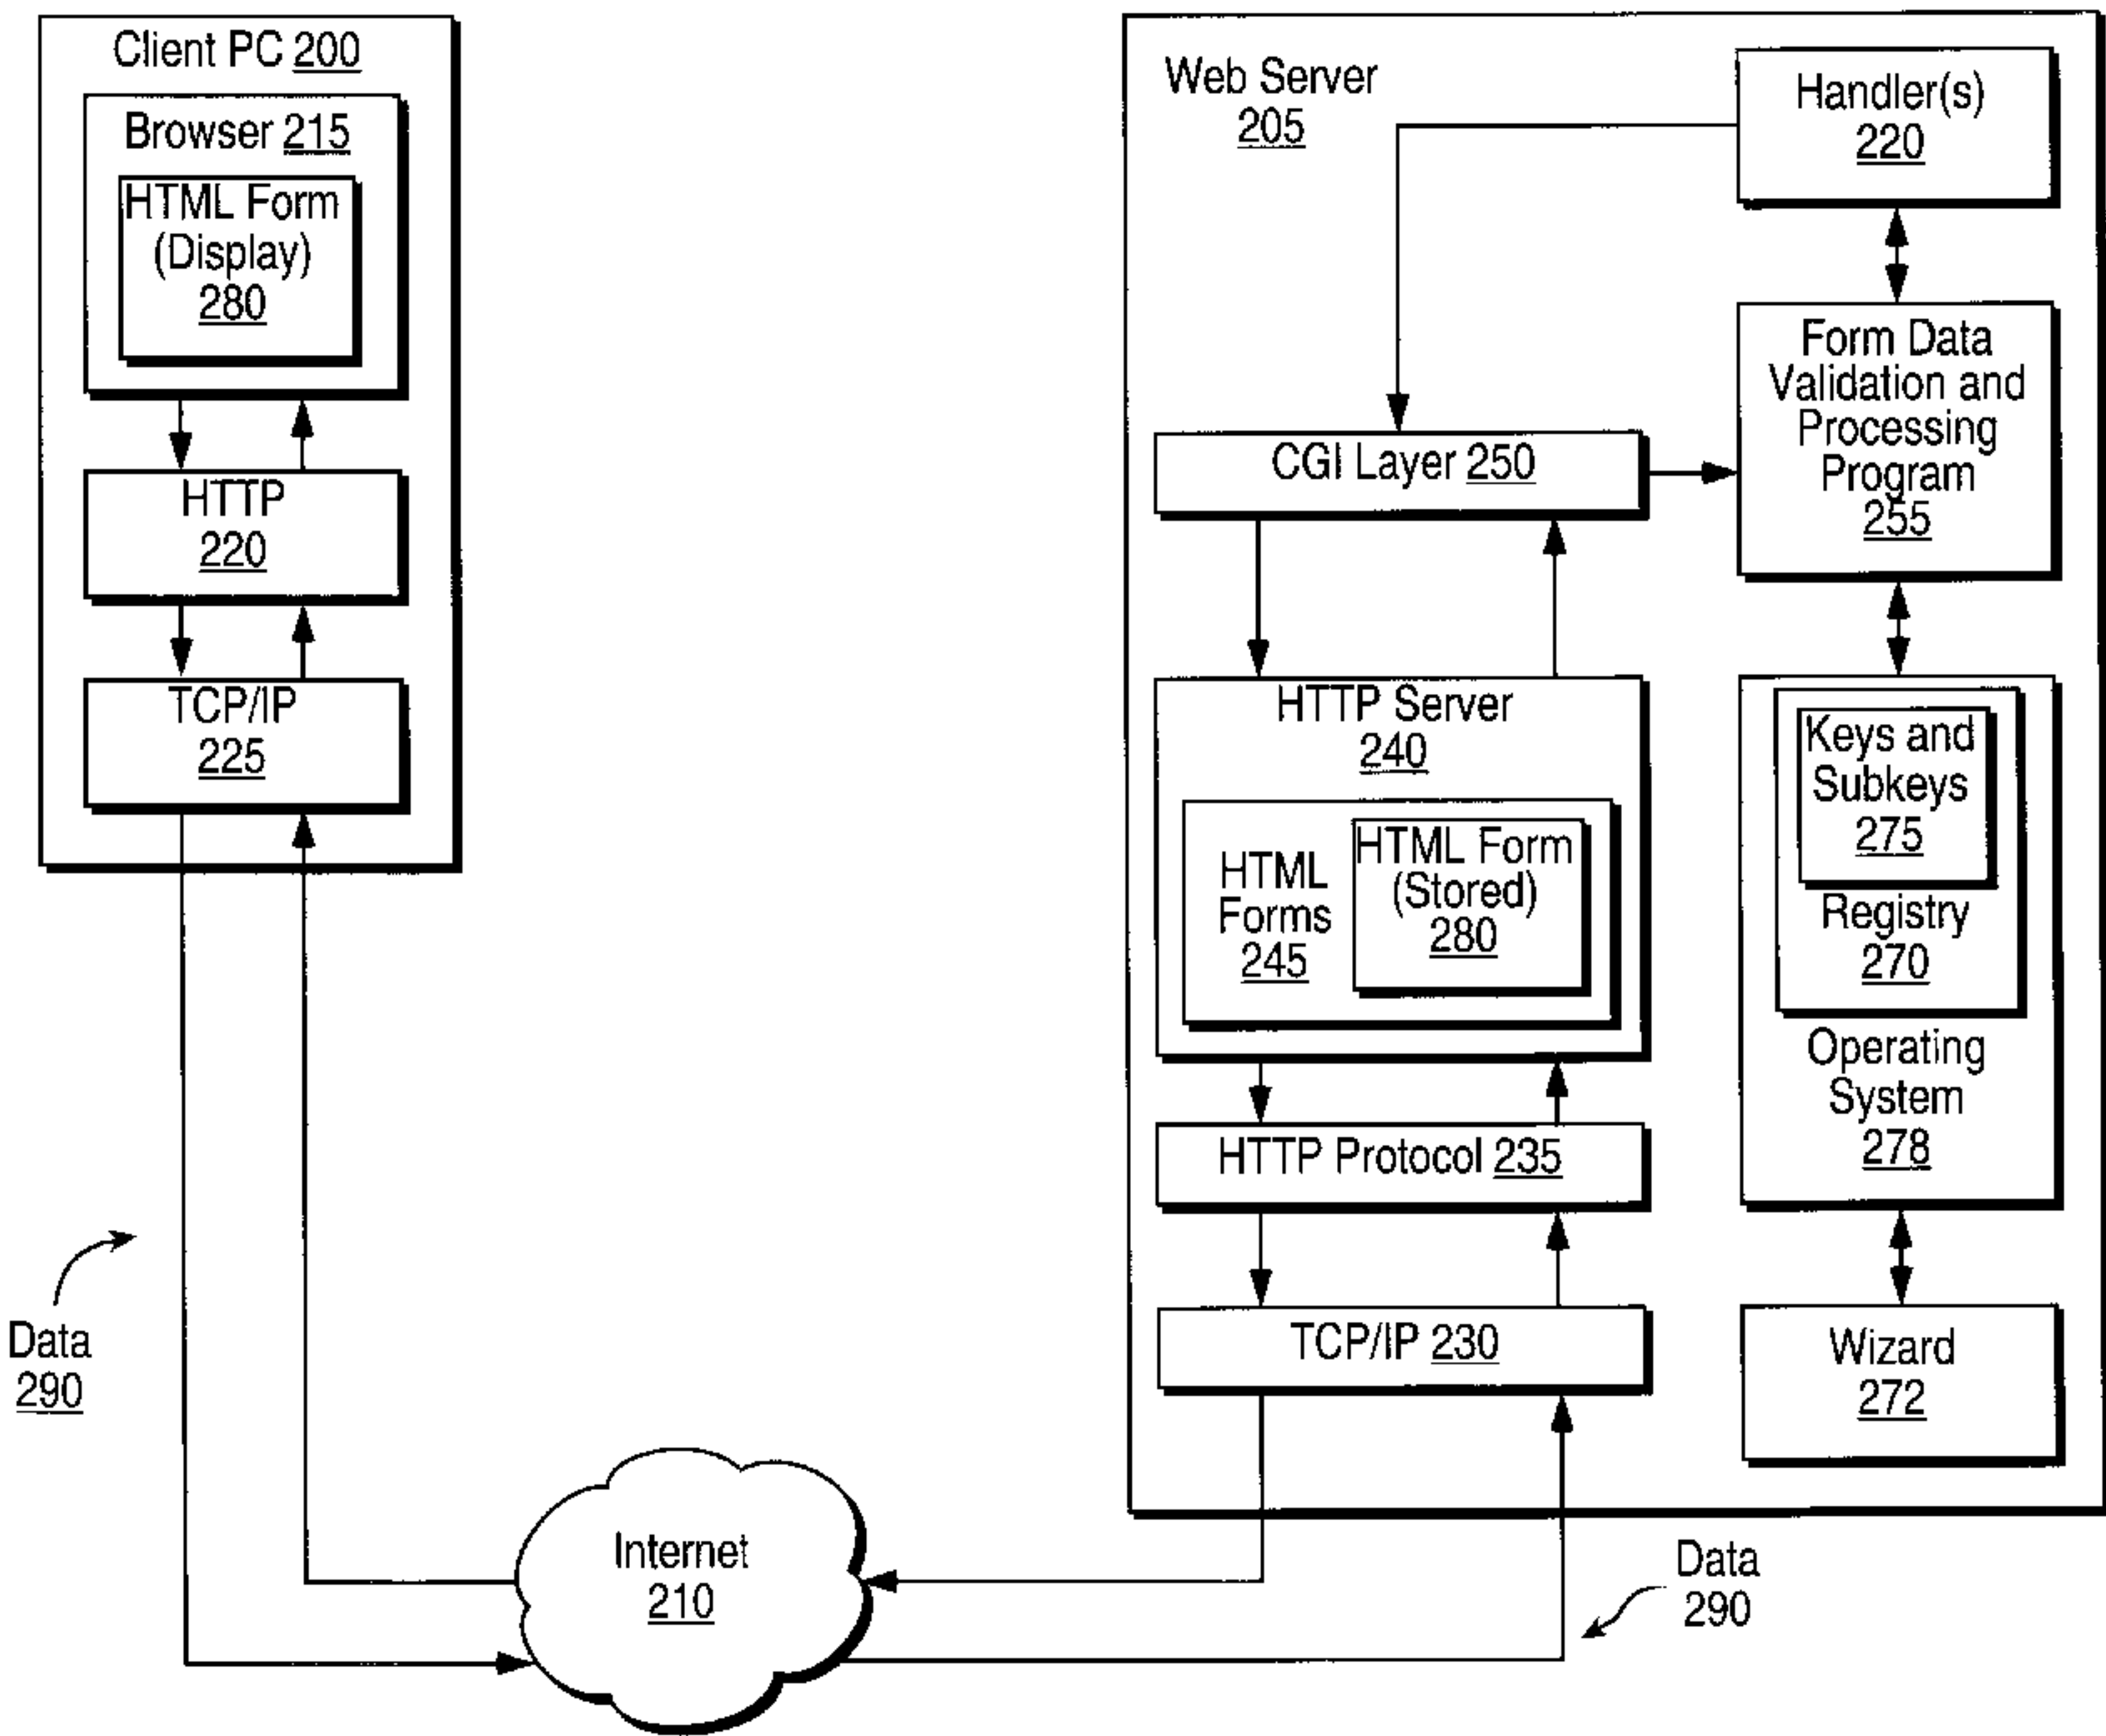 Client PC 200
Browser 215
HTML Form
(Display)
280
HTTP
220
TCP/IP
225
Data
290
Internet
210
Web Server
205
Handler(s)
220
CGI Layer 250
Form Data
Validation and
Processing
Program
255
HTTP Server
240
HTML
Forms
245
HTML Form
(Stored)
280
Keys and
Subkeys
275
Registry
270
Operating
System
278
HTTP Protocol 235
TCP/IP 230
Wizard
272
Data
290